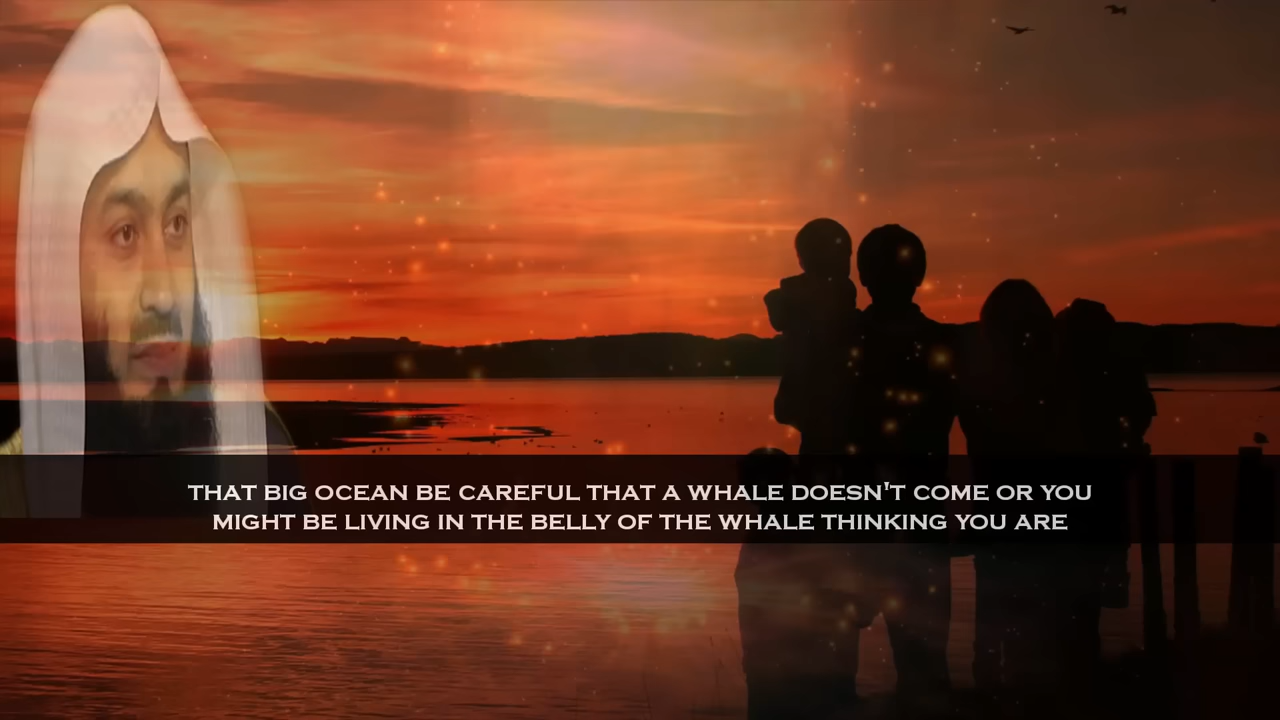 THAT BIG OCEAN BE CAREFUL THAT A WHALE DOESN'T COME OR YOU
MIGHT BE LIVING IN THE BELLY OF THE WHALE THINKING YOU ARE